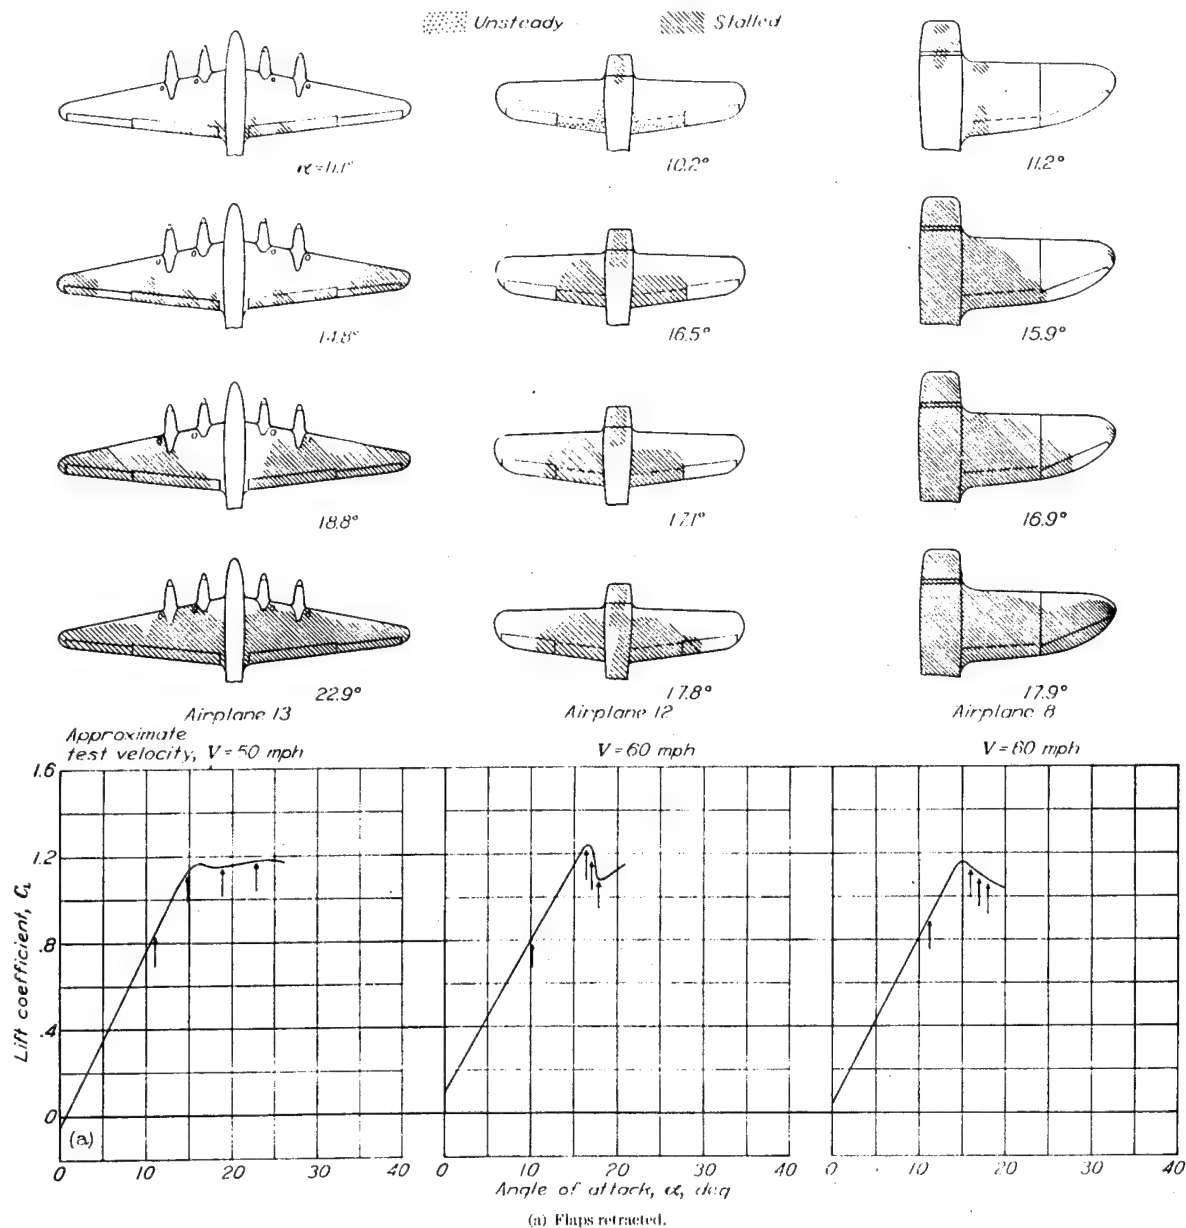 Unsteady Stalled
α=11.1° 10.2° 11.2°
14.8° 16.5° 15.9°
18.8° 17.1° 16.9°
22.9° 17.8° 17.9°
Airplane 13 Airplane 12 Airplane 8
Approximate
test velocity, V = 50 mph V = 60 mph V = 60 mph
1.6
1.2
.8
.4
0
Lift coefficient, C_L
(a)
0 10 20 30 40 0 10 20 30 40 0 10 20 30 40
Angle of attack, α, deg
(a) Flaps retracted.